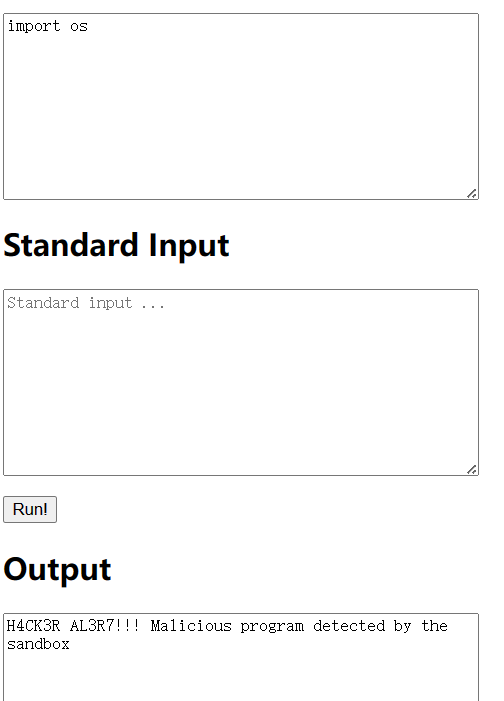 import os
Standard Input
Standard input ...
Run!
Output
H4CK3R AL3R7!!! Malicious program detected by the
sandbox